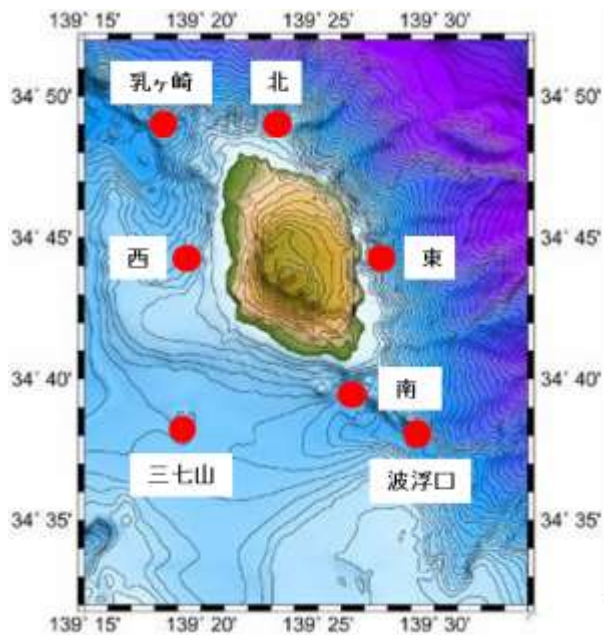 139˚ 15' 139˚ 20' 139˚ 25' 139˚ 30'
乳ヶ崎 北
34˚ 50' 34˚ 50'
34˚ 45' 西 東 34˚ 45'
34˚ 40' 南 34˚ 40'
三七山 波浮口
34˚ 35' 34˚ 35'
139˚ 15' 139˚ 20' 139˚ 25' 139˚ 30'